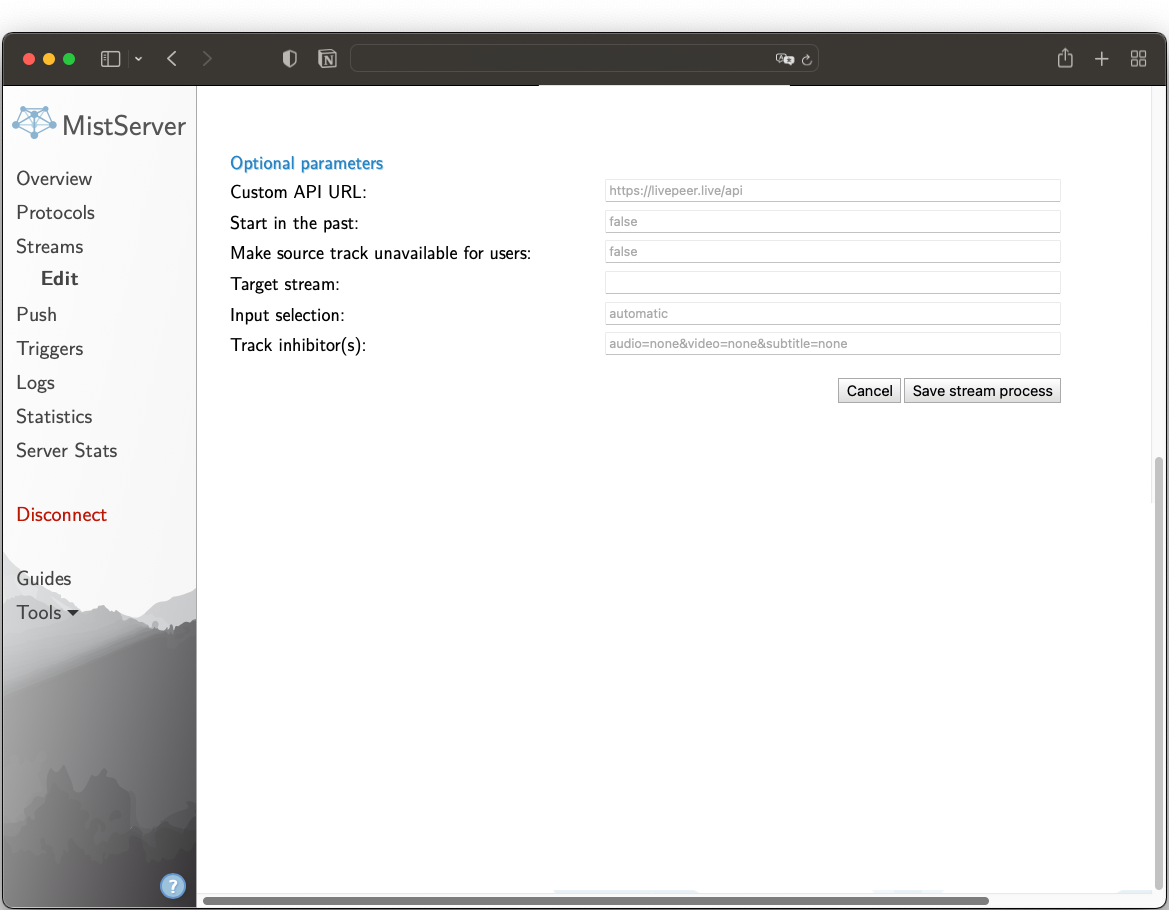 MistServer
Overview
Protocols
Streams
Edit
Push
Triggers
Logs
Statistics
Server Stats
Disconnect
Guides
Tools
?
Optional parameters
Custom API URL: https://livepeer.live/api
Start in the past: false
Make source track unavailable for users: false
Target stream:
Input selection: automatic
Track inhibitor(s): audio=none&video=none&subtitle=none
Cancel Save stream process